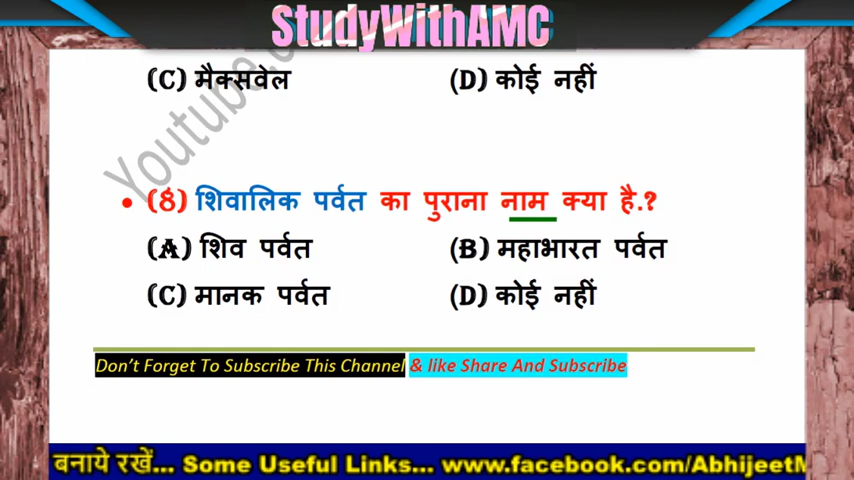 StudyWithAMC
(C) मैक्सवेल (D) कोई नहीं
Youtube.c
• (8) शिवालिक पर्वत का पुराना नाम क्या है.?
(A) शिव पर्वत (B) महाभारत पर्वत
(C) मानक पर्वत (D) कोई नहीं
Don't Forget To Subscribe This Channel & like Share And Subscribe
बनाये रखें... Some Useful Links... www.facebook.com/AbhijeetM